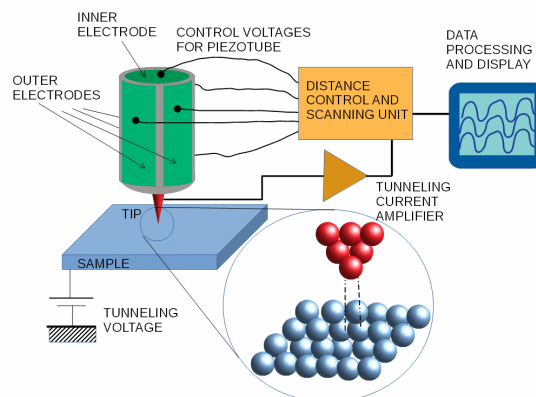 INNER
ELECTRODE
CONTROL VOLTAGES
FOR PIEZOTUBE
DATA
PROCESSING
AND DISPLAY
OUTER
ELECTRODES
DISTANCE
CONTROL AND
SCANNING UNIT
TUNNELING
CURRENT
AMPLIFIER
TIP
SAMPLE
TUNNELING
VOLTAGE